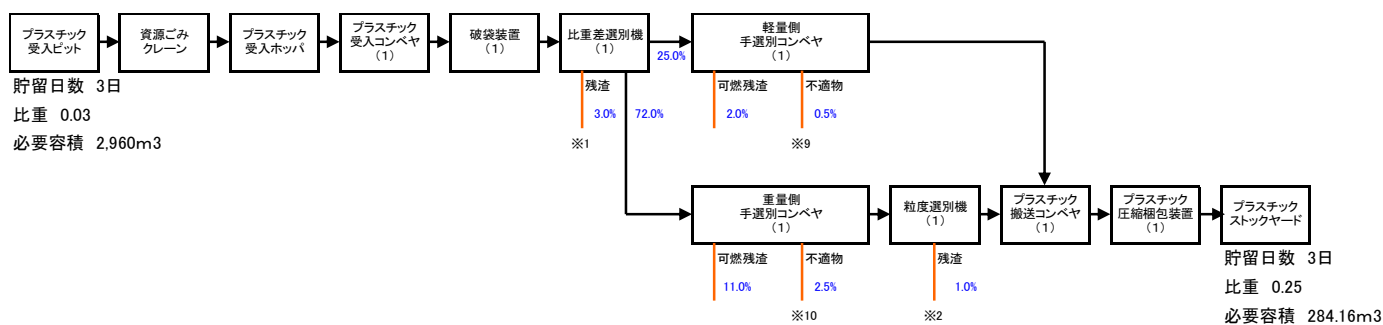 プラスチック
受入ピット
資源ごみ
クレーン
プラスチック
受入ホッパ
プラスチック
受入コンベヤ
（1）
破袋装置
（1）
比重差選別機
（1）
25.0%
軽量側
手選別コンベヤ
（1）
貯留日数 3日
比重 0.03
必要容積 2,960m3
残渣
3.0%
※1
72.0%
可燃残渣
2.0%
不適物
0.5%
※9
重量側
手選別コンベヤ
（1）
粒度選別機
（1）
プラスチック
搬送コンベヤ
（1）
プラスチック
圧縮梱包装置
（1）
プラスチック
ストックヤード
可燃残渣
11.0%
不適物
2.5%
※10
残渣
1.0%
※2
貯留日数 3日
比重 0.25
必要容積 284.16m3